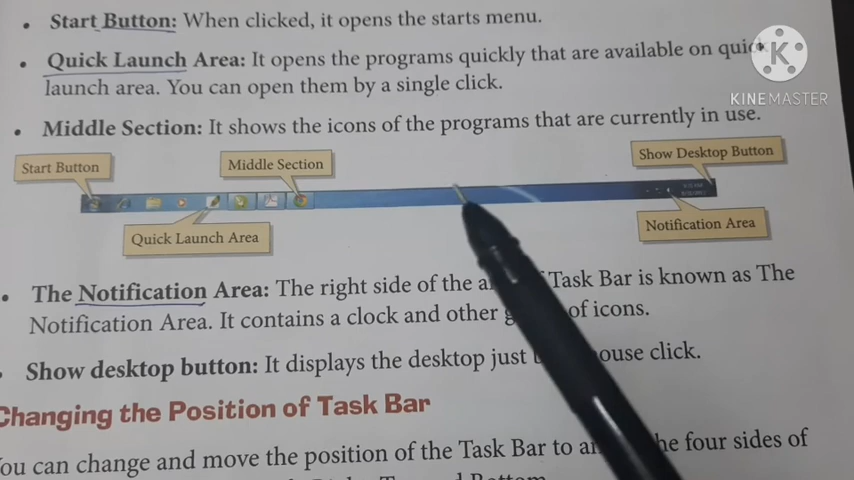 • Start Button: When clicked, it opens the starts menu.
• Quick Launch Area: It opens the programs quickly that are available on quick
launch area. You can open them by a single click.
• Middle Section: It shows the icons of the programs that are currently in use.
KINEMASTER
Start Button
Middle Section
Show Desktop Button
Quick Launch Area
Notification Area
• The Notification Area: The right side of the Task Bar is known as The
Notification Area. It contains a clock and other of icons.
• Show desktop button: It displays the desktop just mouse click.
Changing the Position of Task Bar
You can change and move the position of the Task Bar to the four sides of
Bottom